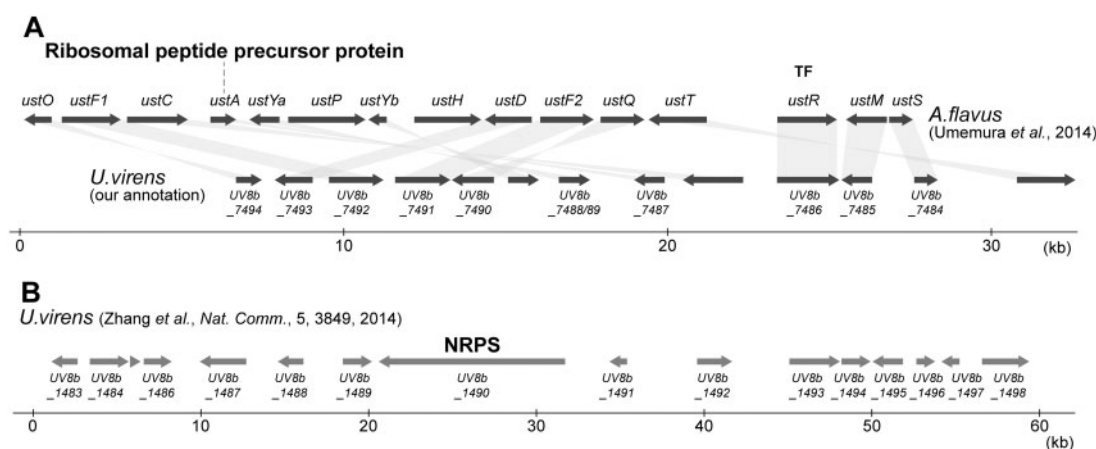 A
Ribosomal peptide precursor protein
TF
ustO ustF1 ustC ustA ustYa ustP ustYb ustH ustD ustF2 ustQ ustT ustR ustM ustS
A.flavus
(Umemura et al., 2014)
U.virens
(our annotation)
UV8b UV8b UV8b UV8b UV8b UV8b UV8b UV8b UV8b UV8b
_7494 _7493 _7492 _7491 _7490 _7488/89 _7487 _7486 _7485 _7484
0 10 20 30 (kb)
B
U.virens (Zhang et al., Nat. Comm., 5, 3849, 2014)
NRPS
UV8b UV8b UV8b UV8b UV8b UV8b UV8b UV8b UV8b UV8b UV8b UV8b UV8b UV8b UV8b
_1483 _1484 _1486 _1487 _1488 _1489 _1490 _1491 _1492 _1493 _1494 _1495 _1496 _1497 _1498
0 10 20 30 40 50 60
(kb)